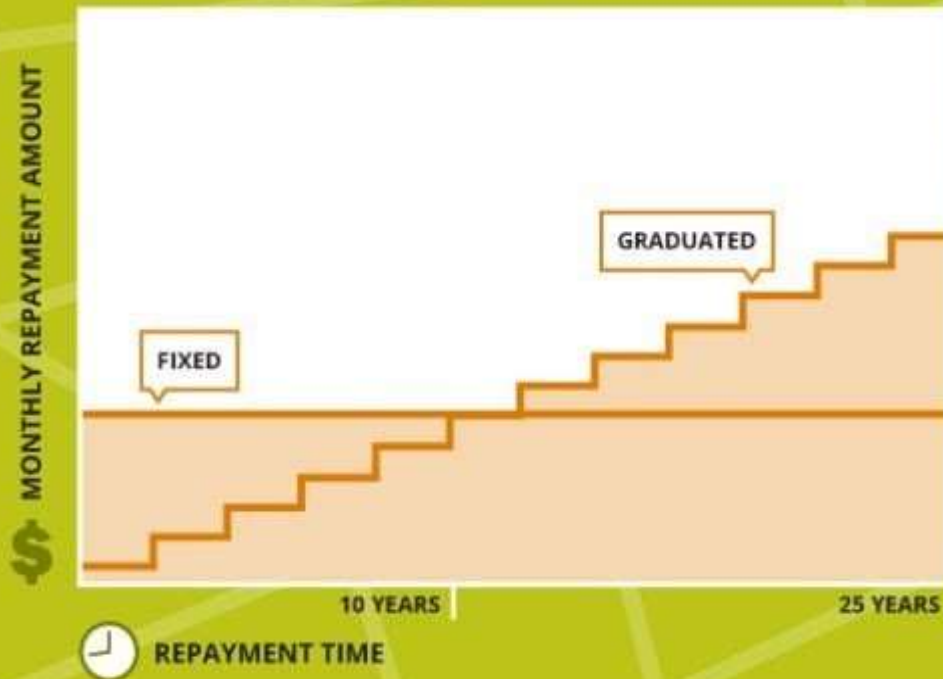 $ MONTHLY REPAYMENT AMOUNT
GRADUATED
FIXED
10 YEARS
25 YEARS
REPAYMENT TIME